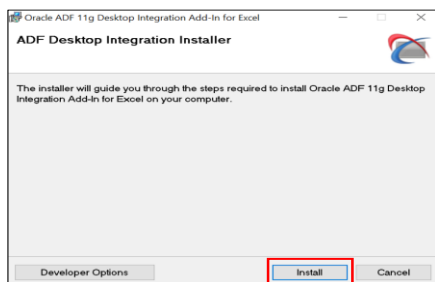 Oracle ADF 11g Desktop Integration Add-In for Excel
ADF Desktop Integration Installer
The installer will guide you through the steps required to install Oracle ADF 11g Desktop
Integration Add-In for Excel on your computer.
Developer Options
Install
Cancel